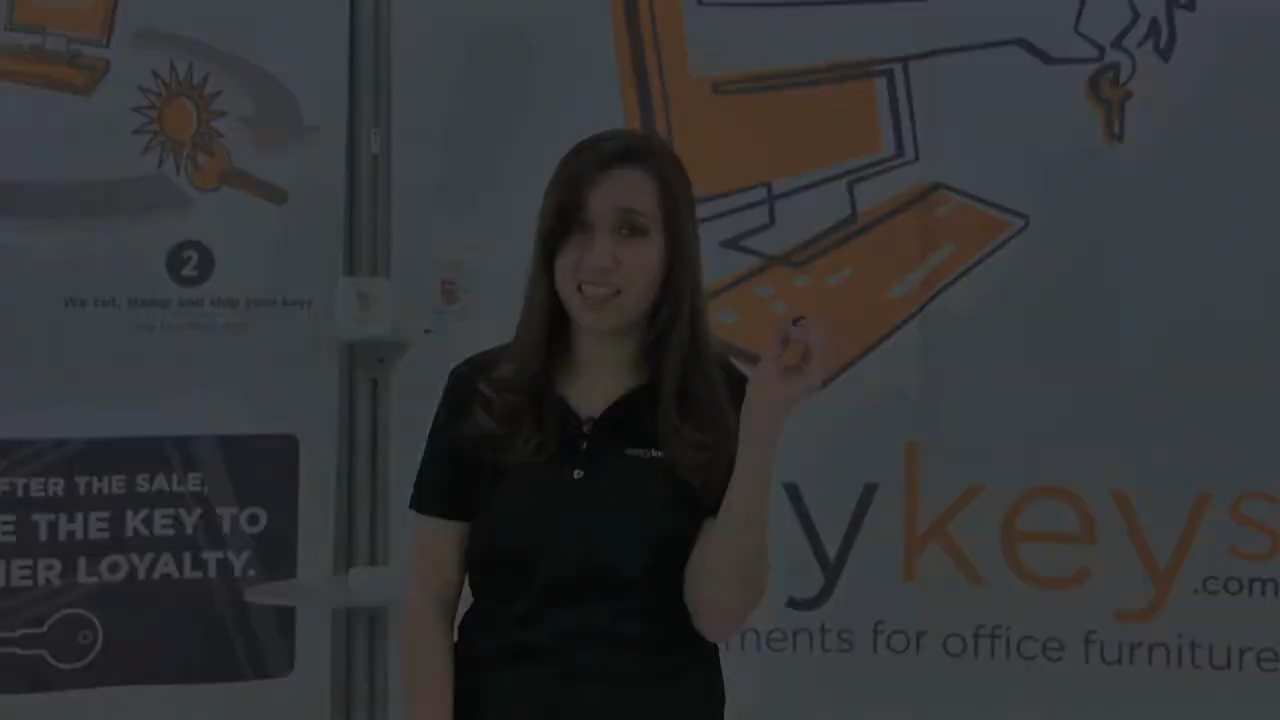 2
We cut, stamp and ship your keys
FTER THE SALE,
E THE KEY TO
ER LOYALTY.
ykeys
.com
ments for office furniture